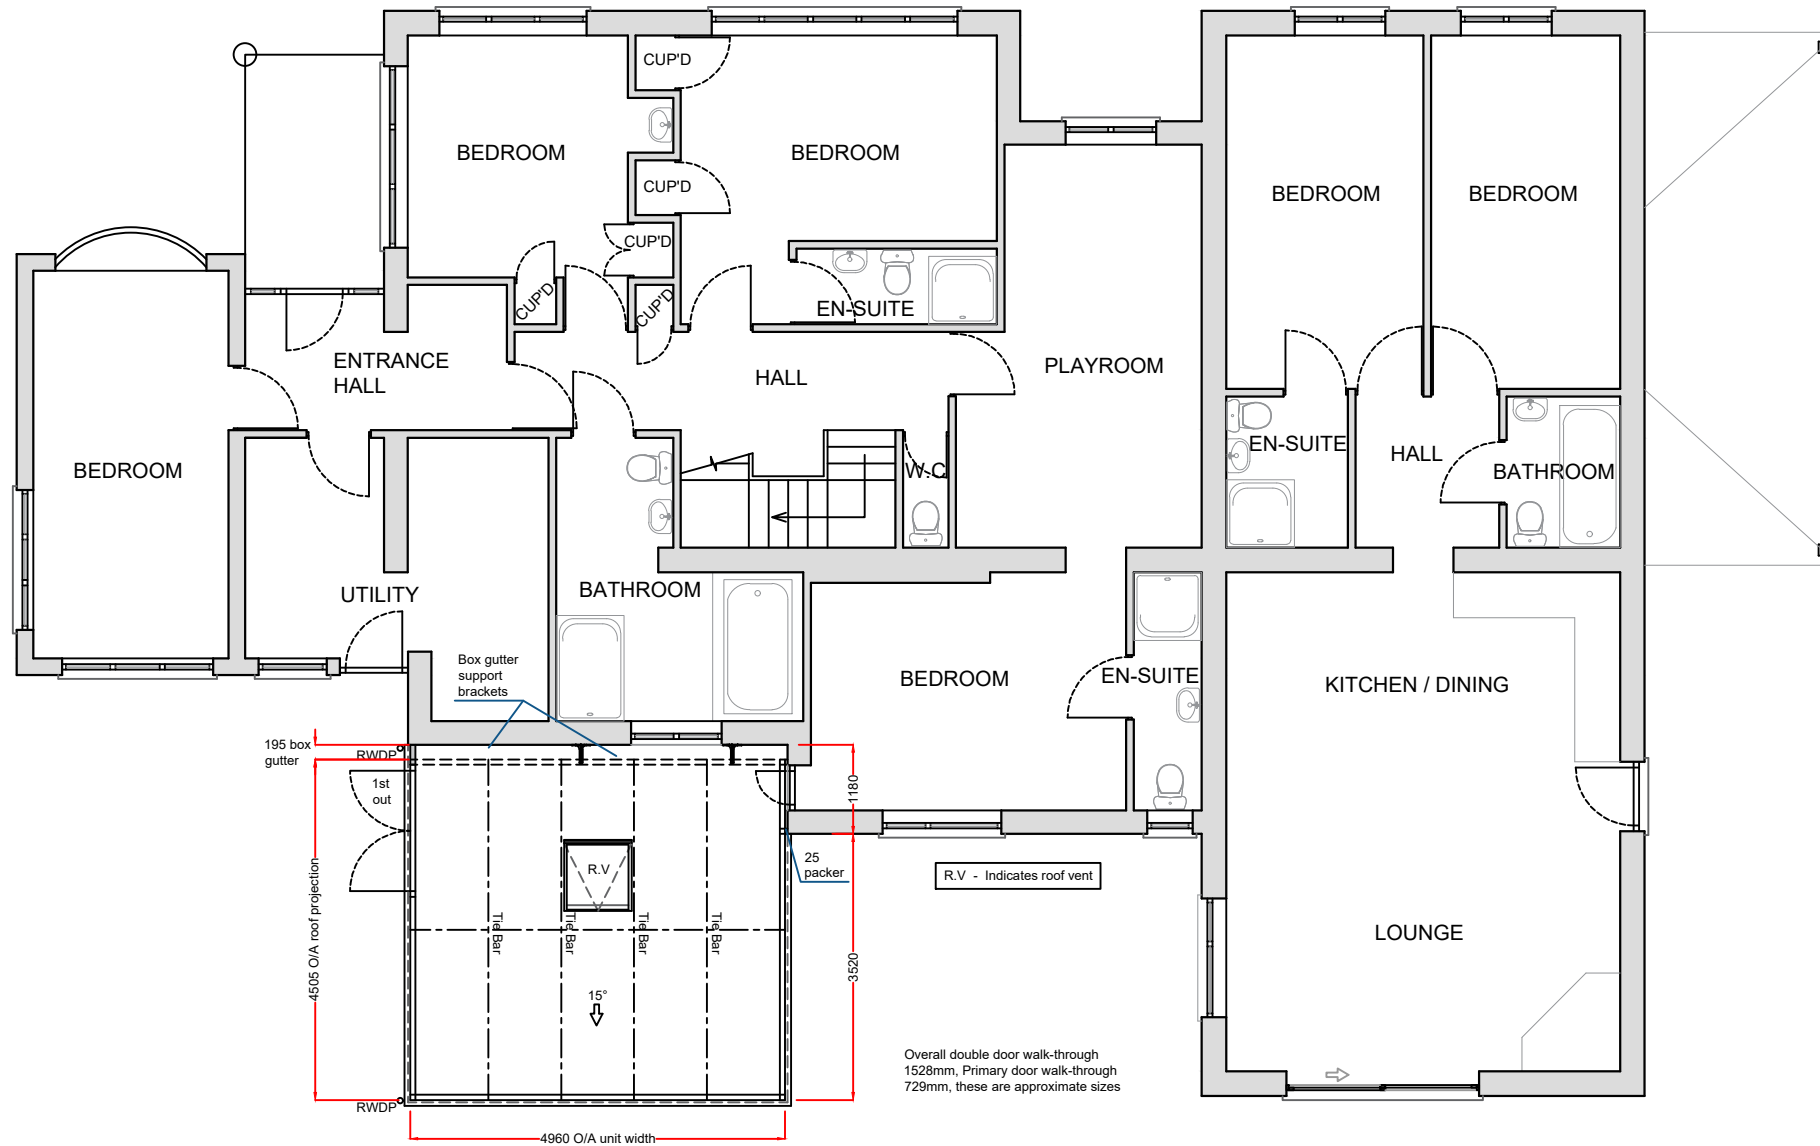 CUP'D
BEDROOM
BEDROOM
CUP'D
BEDROOM
BEDROOM
CUP'D
CUP'D
CUP'D
EN-SUITE
ENTRANCE
HALL
HALL
PLAYROOM
BEDROOM
W.C
EN-SUITE
HALL
BATHROOM
UTILITY
BATHROOM
Box gutter
support
brackets
BEDROOM
EN-SUITE
KITCHEN / DINING
195 box
gutter
RWDP
1st
out
1180
R.V
25
packer
R.V - Indicates roof vent
Tie Bar
Tie Bar
Tie Bar
Tie Bar
LOUNGE
4505 O/A roof projection
3520
15°
Overall double door walk-through
1528mm, Primary door walk-through
729mm, these are approximate sizes
RWDP
4960 O/A unit width